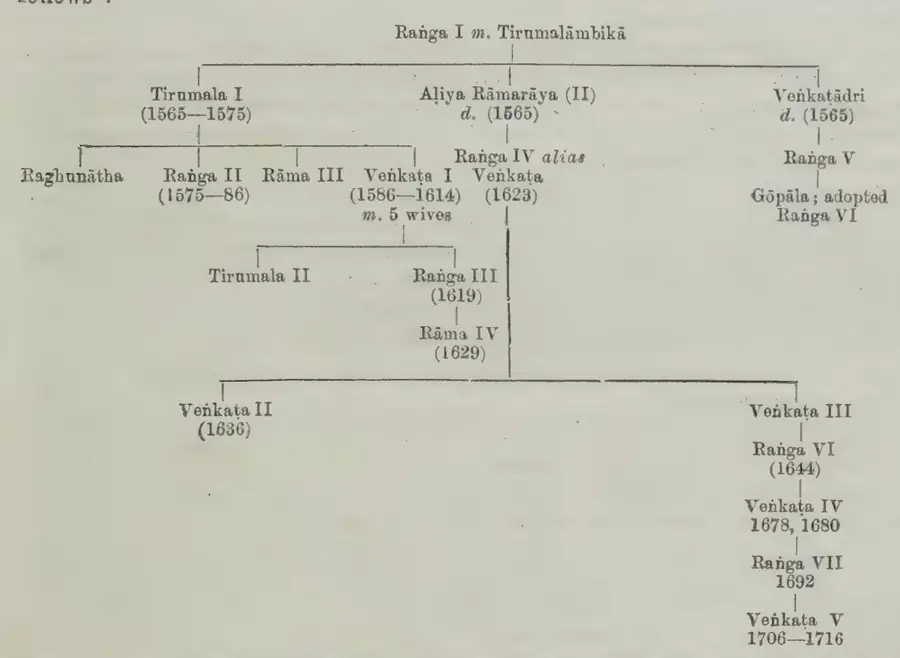 Raṅga I m. Tirumalāmbikā
Tirumala I Aḷiya Rāmarāya (II) Veṅkaṭādri
(1565—1575) d. (1565) d. (1565)
Raṅga IV alias Raṅga V
Raghunātha Raṅga II Rāma III Veṅkaṭa I Veṅkaṭa
(1575—86) (1586—1614) (1623) Gōpāla; adopted
m. 5 wives Raṅga VI
Tirumala II Raṅga III
(1619)
Rāma IV
(1629)
Veṅkaṭa II Veṅkaṭa III
(1636)
Raṅga VI
(1644)
Veṅkaṭa IV
1678, 1680
Raṅga VII
1692
Veṅkaṭa V
1706—1716